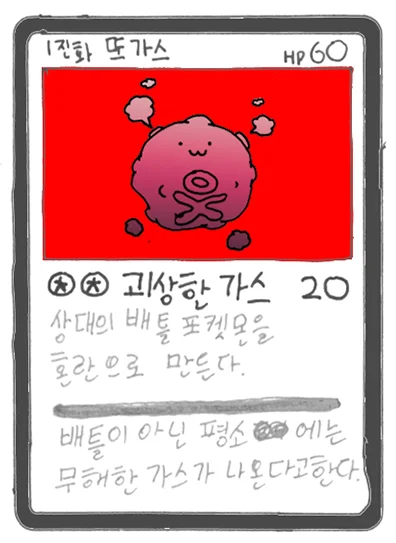 1진화 또가스 HP 60
괴상한 가스 20
상대의 배틀 포켓몬을
혼란으로 만든다.
배틀이 아닌 평소 에는
무해한 가스가 나온다고한다.